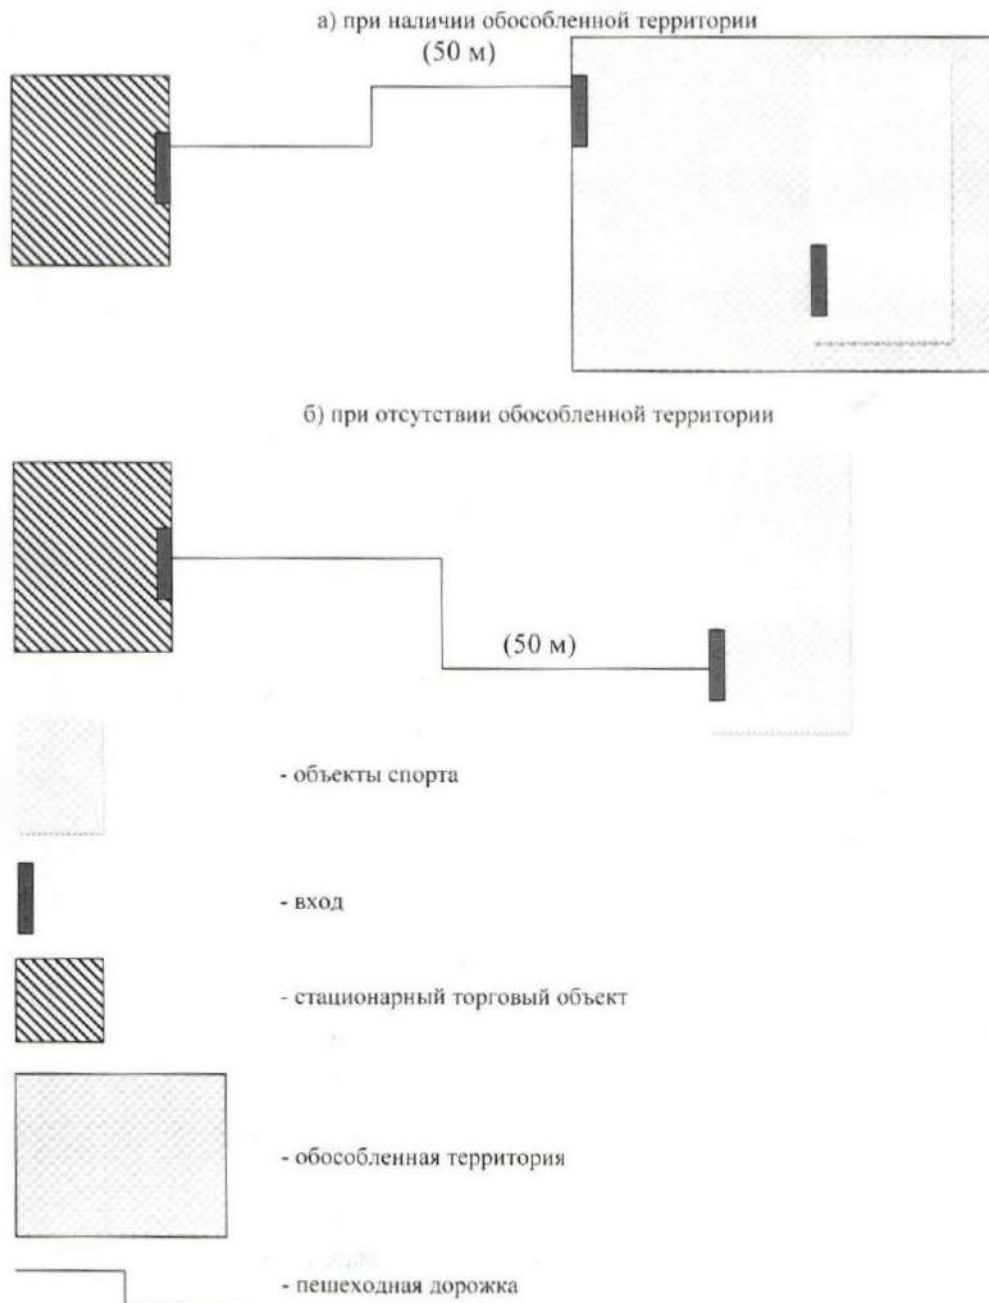 а) при наличии обособленной территории
(50 м)
б) при отсутствии обособленной территории
(50 м)
- объекты спорта
- вход
- стационарный торговый объект
- обособленная территория
- пешеходная дорожка